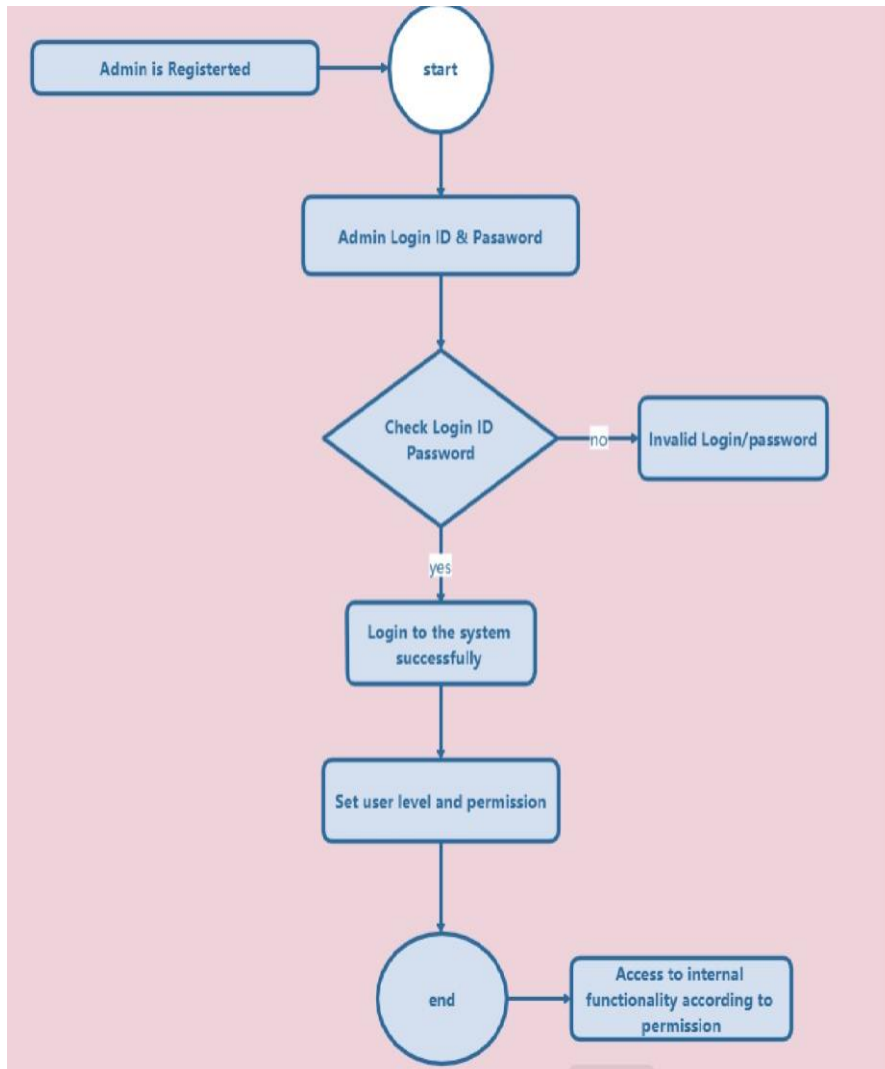 Admin is Registerted
start
Admin Login ID & Pasaword
Check Login ID
Password
no
Invalid Login/password
yes
Login to the system
successfully
Set user level and permission
end
Access to internal
functionality according to
permission